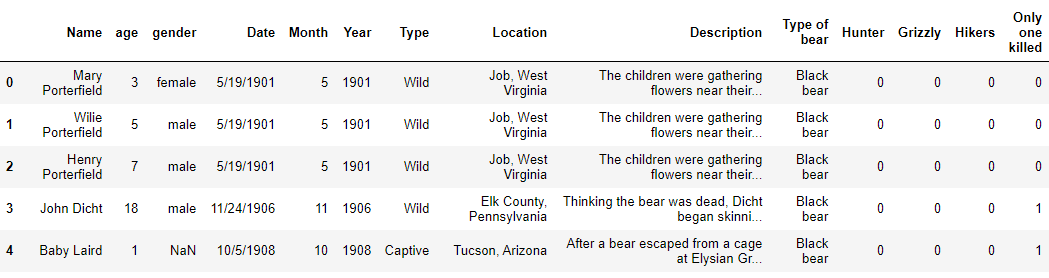 Name age gender Date Month Year Type Location Description Type of bear Hunter Grizzly Hikers Only one killed
0 Mary Porterfield 3 female 5/19/1901 5 1901 Wild Job, West Virginia The children were gathering flowers near their... Black bear 0 0 0 0
1 Wilie Porterfield 5 male 5/19/1901 5 1901 Wild Job, West Virginia The children were gathering flowers near their... Black bear 0 0 0 0
2 Henry Porterfield 7 male 5/19/1901 5 1901 Wild Job, West Virginia The children were gathering flowers near their... Black bear 0 0 0 0
3 John Dicht 18 male 11/24/1906 11 1906 Wild Elk County, Pennsylvania Thinking the bear was dead, Dicht began skinni... Black bear 0 0 0 1
4 Baby Laird 1 NaN 10/5/1908 10 1908 Captive Tucson, Arizona After a bear escaped from a cage at Elysian Gr... Black bear 0 0 0 1